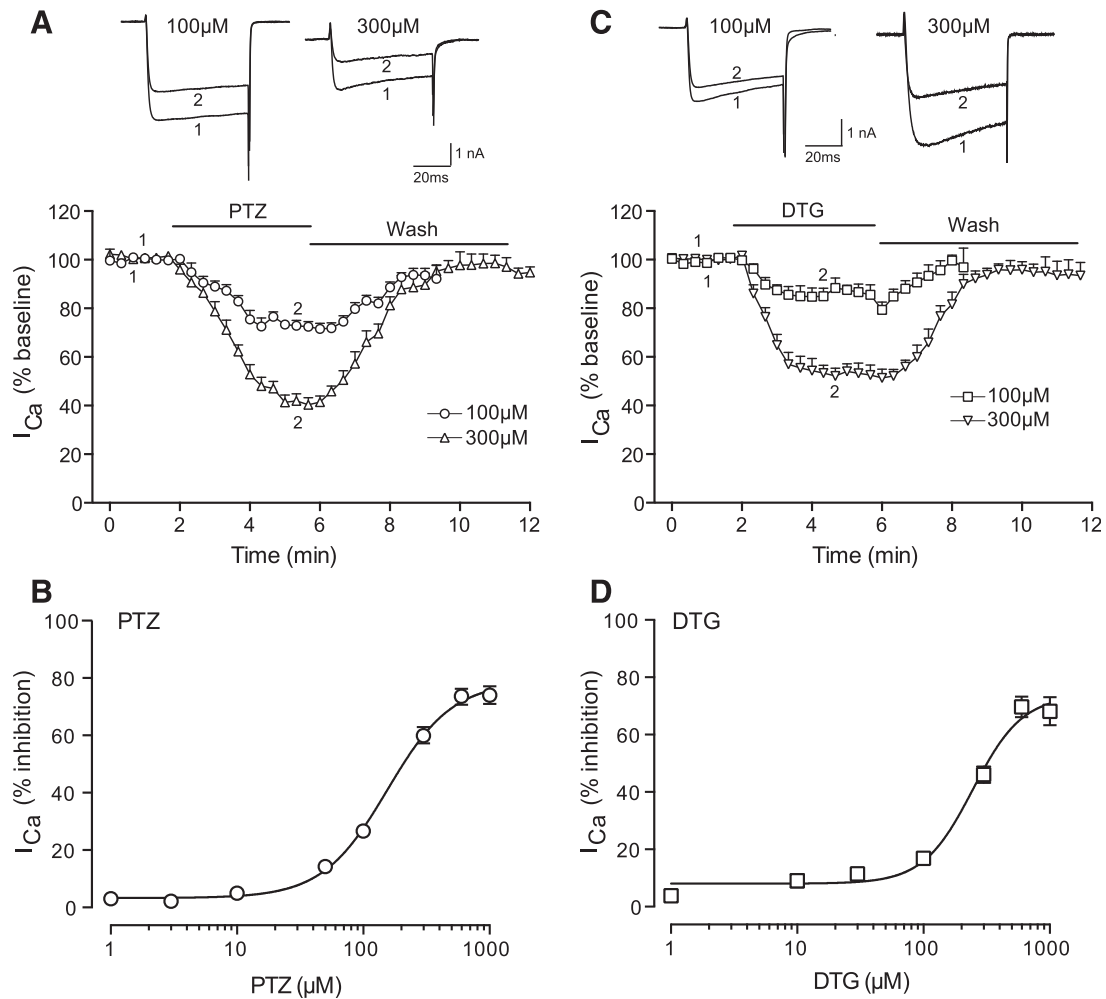 A
100µM
300µM
2
1
2
1
1 nA
20ms
PTZ
Wash
120
100
80
60
40
20
0
1
1
2
2
100µM
300µM
I Ca (% baseline)
0 2 4 6 8 10 12
Time (min)
C
100µM
300µM
2
1
2
1
1 nA
20ms
DTG
Wash
120
100
80
60
40
20
0
1
1
2
2
100µM
300µM
I Ca (% baseline)
0 2 4 6 8 10 12
Time (min)
B
PTZ
100
80
60
40
20
0
I Ca (% inhibition)
1 10 100 1000
PTZ (µM)
D
DTG
100
80
60
40
20
0
I Ca (% inhibition)
1 10 100 1000
DTG (µM)